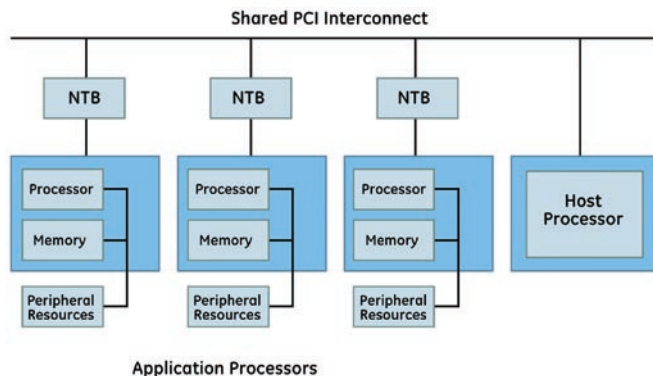 Shared PCI Interconnect
NTB
NTB
NTB
Processor
Memory
Peripheral
Resources
Processor
Memory
Peripheral
Resources
Processor
Memory
Peripheral
Resources
Host
Processor
Application Processors